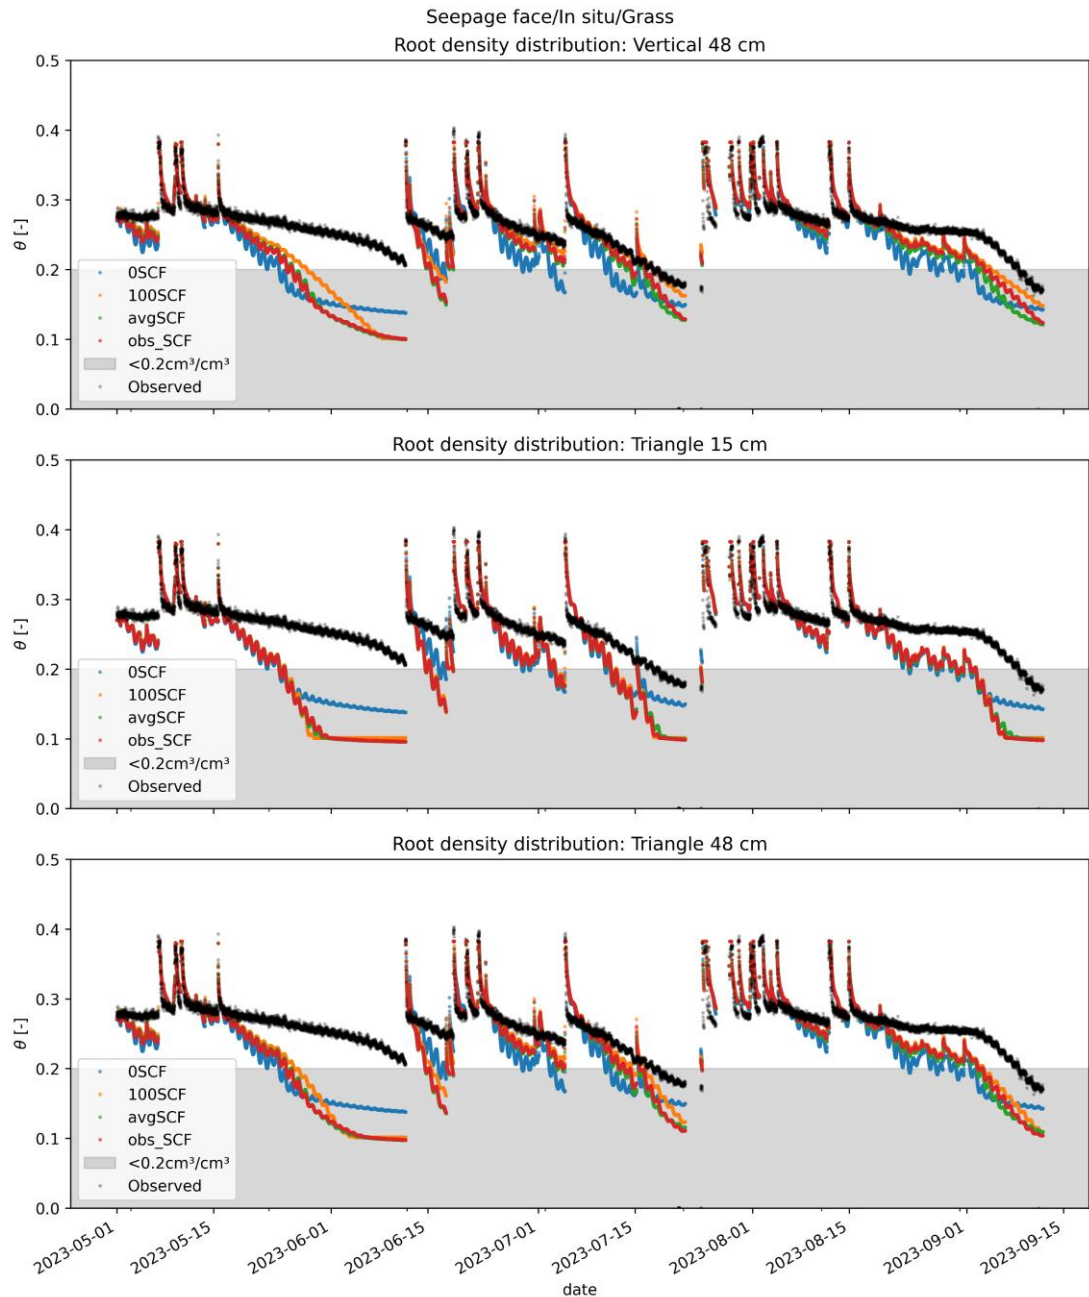 Seepage face/In situ/Grass
Root density distribution: Vertical 48 cm
0.5
0.4
0.3
0.2
0.1
0.0
θ [-]
0SCF
100SCF
avgSCF
obs_SCF
<0.2cm³/cm³
Observed
Root density distribution: Triangle 15 cm
0.5
0.4
0.3
0.2
0.1
0.0
θ [-]
0SCF
100SCF
avgSCF
obs_SCF
<0.2cm³/cm³
Observed
Root density distribution: Triangle 48 cm
0.5
0.4
0.3
0.2
0.1
0.0
θ [-]
0SCF
100SCF
avgSCF
obs_SCF
<0.2cm³/cm³
Observed
2023-05-01
2023-05-15
2023-06-01
2023-06-15
2023-07-01
2023-07-15
2023-08-01
2023-08-15
2023-09-01
2023-09-15
date